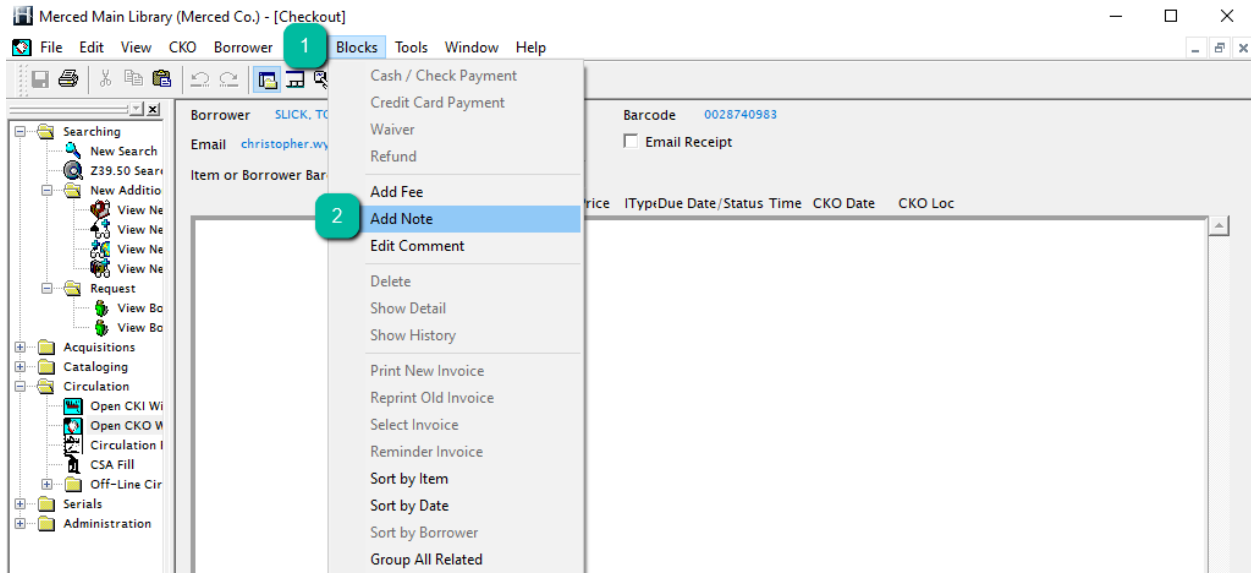 Merced Main Library (Merced Co.) - [Checkout]
File Edit View CKO Borrower 1 Blocks Tools Window Help
Cash / Check Payment
Credit Card Payment
Waiver
Refund
Add Fee
2 Add Note
Edit Comment
Delete
Show Detail
Show History
Print New Invoice
Reprint Old Invoice
Select Invoice
Reminder Invoice
Sort by Item
Sort by Date
Sort by Borrower
Group All Related
Searching
New Search
Z39.50 Sear
New Additio
View Ne
View Ne
View Ne
View Ne
Request
View Bo
View Bo
Acquisitions
Cataloging
Circulation
Open CKI Wi
Open CKO W
Circulation I
CSA Fill
Off-Line Cir
Serials
Administration
Borrower SLICK, TO
Barcode 0028740983
Email christopher.wy
Email Receipt
Item or Borrower Bar
rice ITyp Due Date/Status Time CKO Date CKO Loc